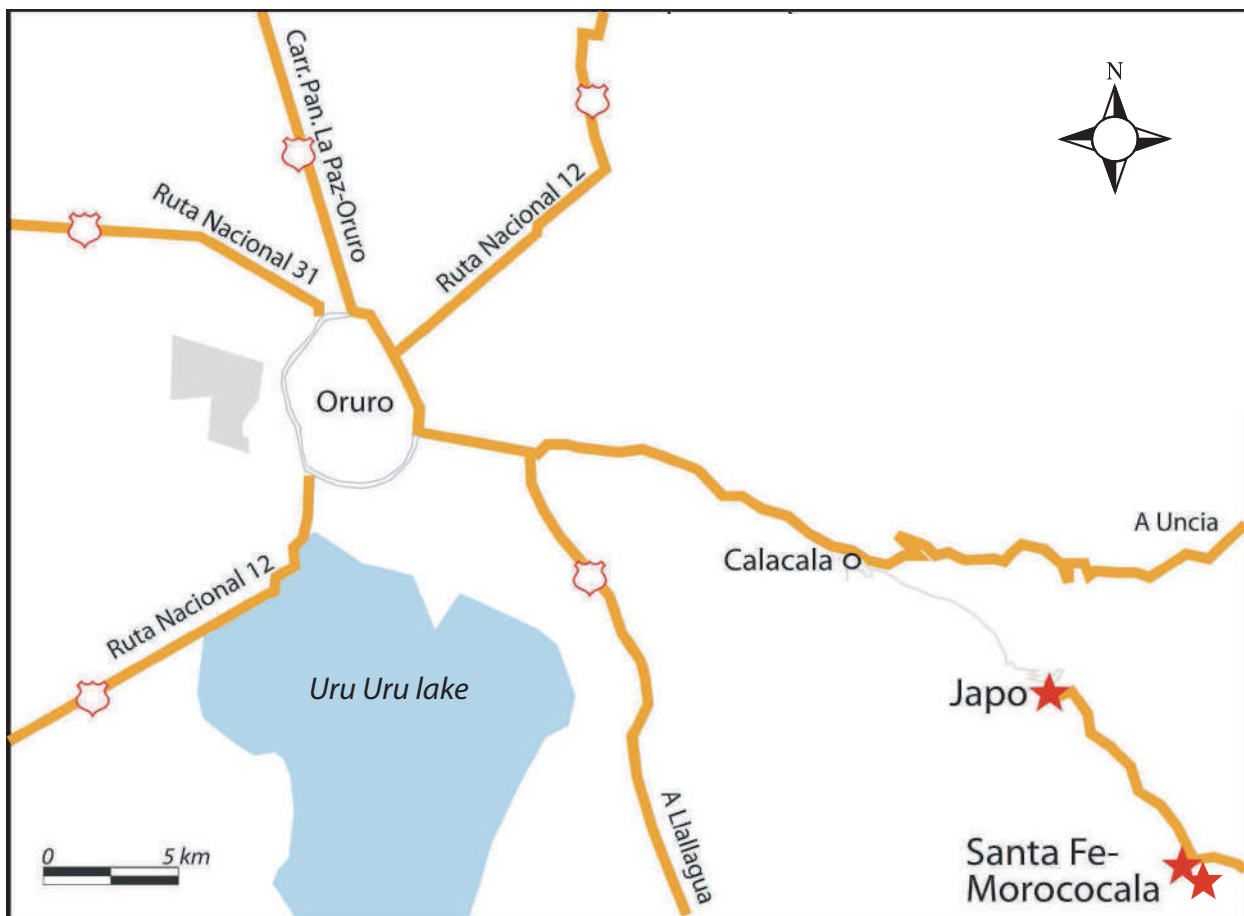 N
Carr. Pan. La Paz-Oruro
Ruta Nacional 12
Ruta Nacional 31
Oruro
A Uncia
Calacala
Ruta Nacional 12
Uru Uru lake
Japo
A Llallagua
0 5 km
Santa Fe-
Morococala